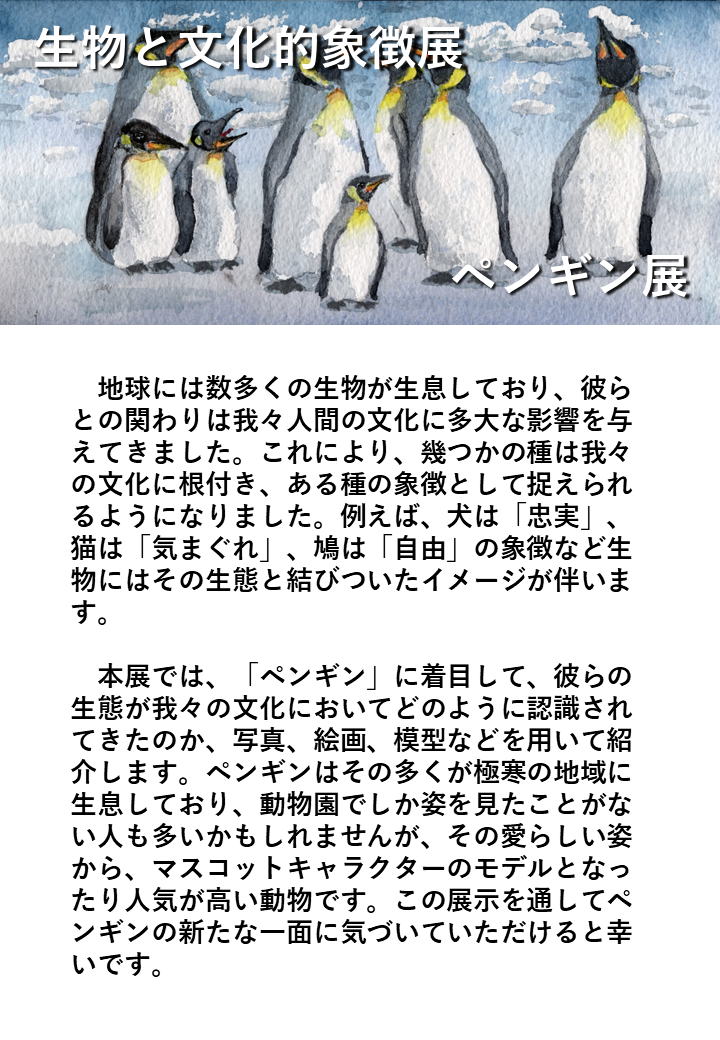 生物と文化的象徴展
ペンギン展
　地球には数多くの生物が生息しており、彼ら
との関わりは我々人間の文化に多大な影響を与
えてきました。これにより、幾つかの種は我々
の文化に根付き、ある種の象徴として捉えられ
るようになりました。例えば、犬は「忠実」、
猫は「気まぐれ」、鳩は「自由」の象徴など生
物にはその生態と結びついたイメージが伴いま
す。
　本展では、「ペンギン」に着目して、彼らの
生態が我々の文化においてどのように認識され
てきたのか、写真、絵画、模型などを用いて紹
介します。ペンギンはその多くが極寒の地域に
生息しており、動物園でしか姿を見たことがな
い人も多いかもしれませんが、その愛らしい姿
から、マスコットキャラクターのモデルとなっ
たり人気が高い動物です。この展示を通してペ
ンギンの新たな一面に気づいていただけると幸
いです。